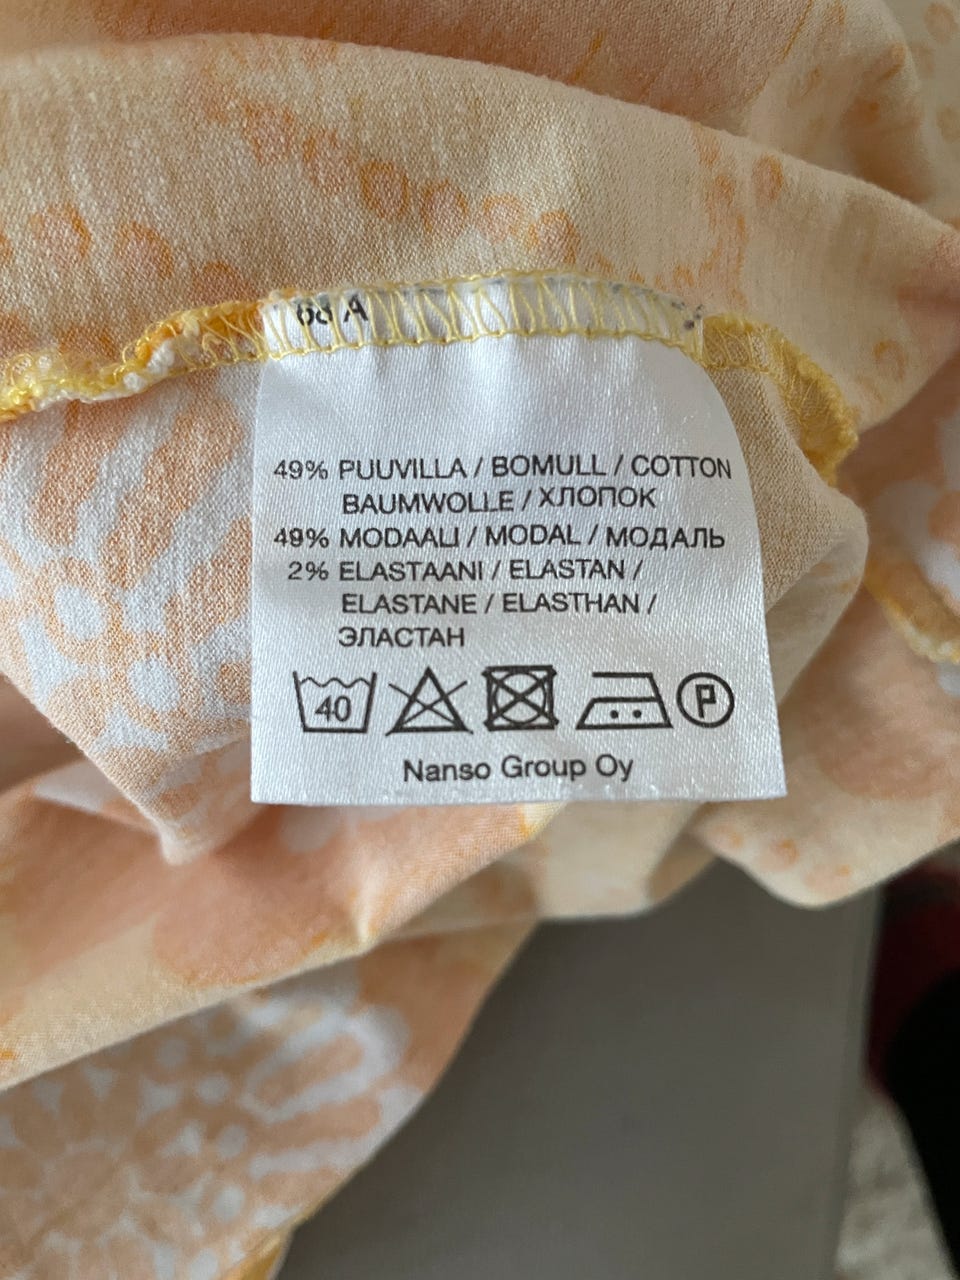 49% PUUVILLA / BOMULL / COTTON
BAUMWOLLE / ХЛОПОК
49% MODAALI / MODAL / МОДАЛЬ
2% ELASTAANI / ELASTAN /
ELASTANE / ELASTHAN /
ЭЛАСТАН
40 P
Nanso Group Oy